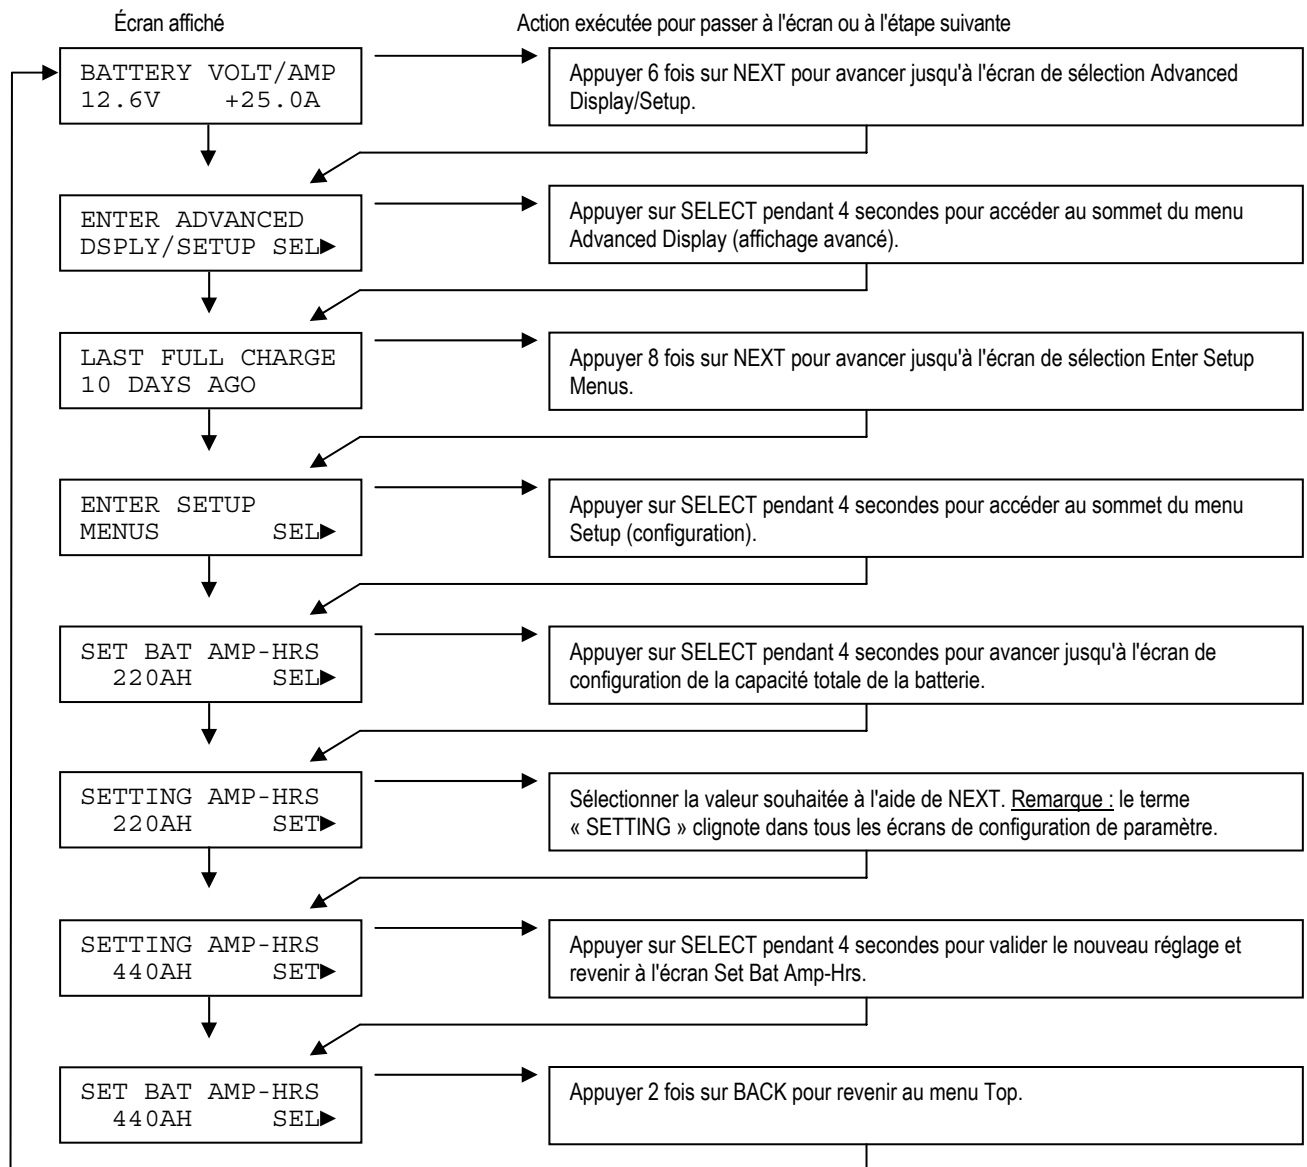 Écran affiché
Action exécutée pour passer à l'écran ou à l'étape suivante
BATTERY VOLT/AMP
12.6V +25.0A
Appuyer 6 fois sur NEXT pour avancer jusqu'à l'écran de sélection Advanced
Display/Setup.
ENTER ADVANCED
DSPLY/SETUP SEL►
Appuyer sur SELECT pendant 4 secondes pour accéder au sommet du menu
Advanced Display (affichage avancé).
LAST FULL CHARGE
10 DAYS AGO
Appuyer 8 fois sur NEXT pour avancer jusqu'à l'écran de sélection Enter Setup
Menus.
ENTER SETUP
MENUS SEL►
Appuyer sur SELECT pendant 4 secondes pour accéder au sommet du menu
Setup (configuration).
SET BAT AMP-HRS
220AH SEL►
Appuyer sur SELECT pendant 4 secondes pour avancer jusqu'à l'écran de
configuration de la capacité totale de la batterie.
SETTING AMP-HRS
220AH SET►
Sélectionner la valeur souhaitée à l'aide de NEXT. Remarque : le terme
« SETTING » clignote dans tous les écrans de configuration de paramètre.
SETTING AMP-HRS
440AH SET►
Appuyer sur SELECT pendant 4 secondes pour valider le nouveau réglage et
revenir à l'écran Set Bat Amp-Hrs.
SET BAT AMP-HRS
440AH SEL►
Appuyer 2 fois sur BACK pour revenir au menu Top.